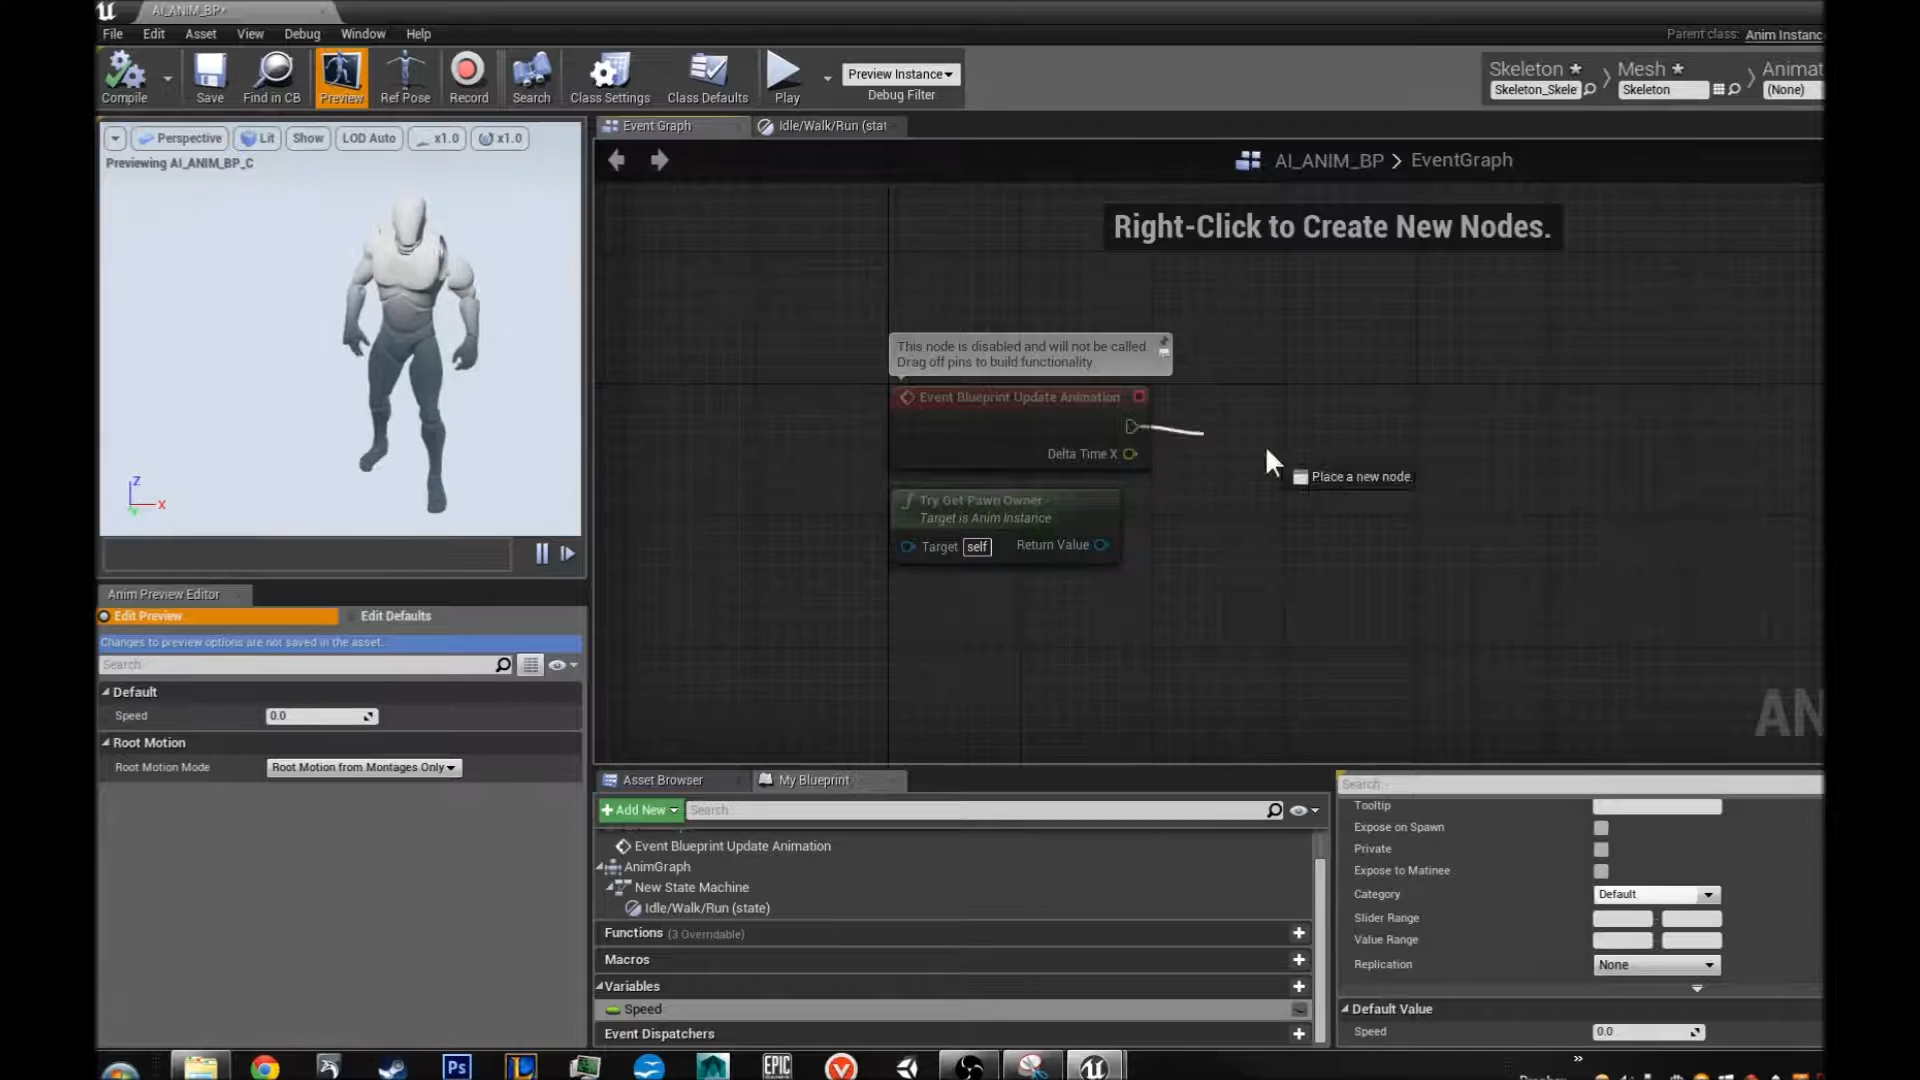 AI_ANIM_BP*
File Edit Asset View Debug Window Help
Parent class: Anim Instanc
Compile Save Find in CB Preview Ref Pose Record Search Class Settings Class Defaults Play
Preview Instance
Debug Filter
Skeleton Mesh Animat
Skeleton_Skele Skeleton (None)
Event Graph Idle/Walk/Run (stat
Perspective Lit Show LOD Auto x1.0 x1.0
Previewing AI_ANIM_BP_C
AI_ANIM_BP > EventGraph
Right-Click to Create New Nodes.
This node is disabled and will not be called.
Drag off pins to build functionality.
Event Blueprint Update Animation
Delta Time X
Place a new node.
Try Get Pawn Owner
Target is Anim Instance
Target self Return Value
Z
X
AN
Anim Preview Editor
Edit Preview Edit Defaults
Changes to preview options are not saved in the asset.
Search
Default
Speed 0.0
Root Motion
Root Motion Mode Root Motion from Montages Only
Asset Browser My Blueprint
+ Add New Search
Event Blueprint Update Animation
AnimGraph
New State Machine
Idle/Walk/Run (state)
Functions (3 Overridable)
Macros
Variables
Speed
Event Dispatchers
Search
Tooltip
Expose on Spawn
Private
Expose to Matinee
Category Default
Slider Range
Value Range
Replication None
Default Value
Speed 0.0
Ps
EPIC